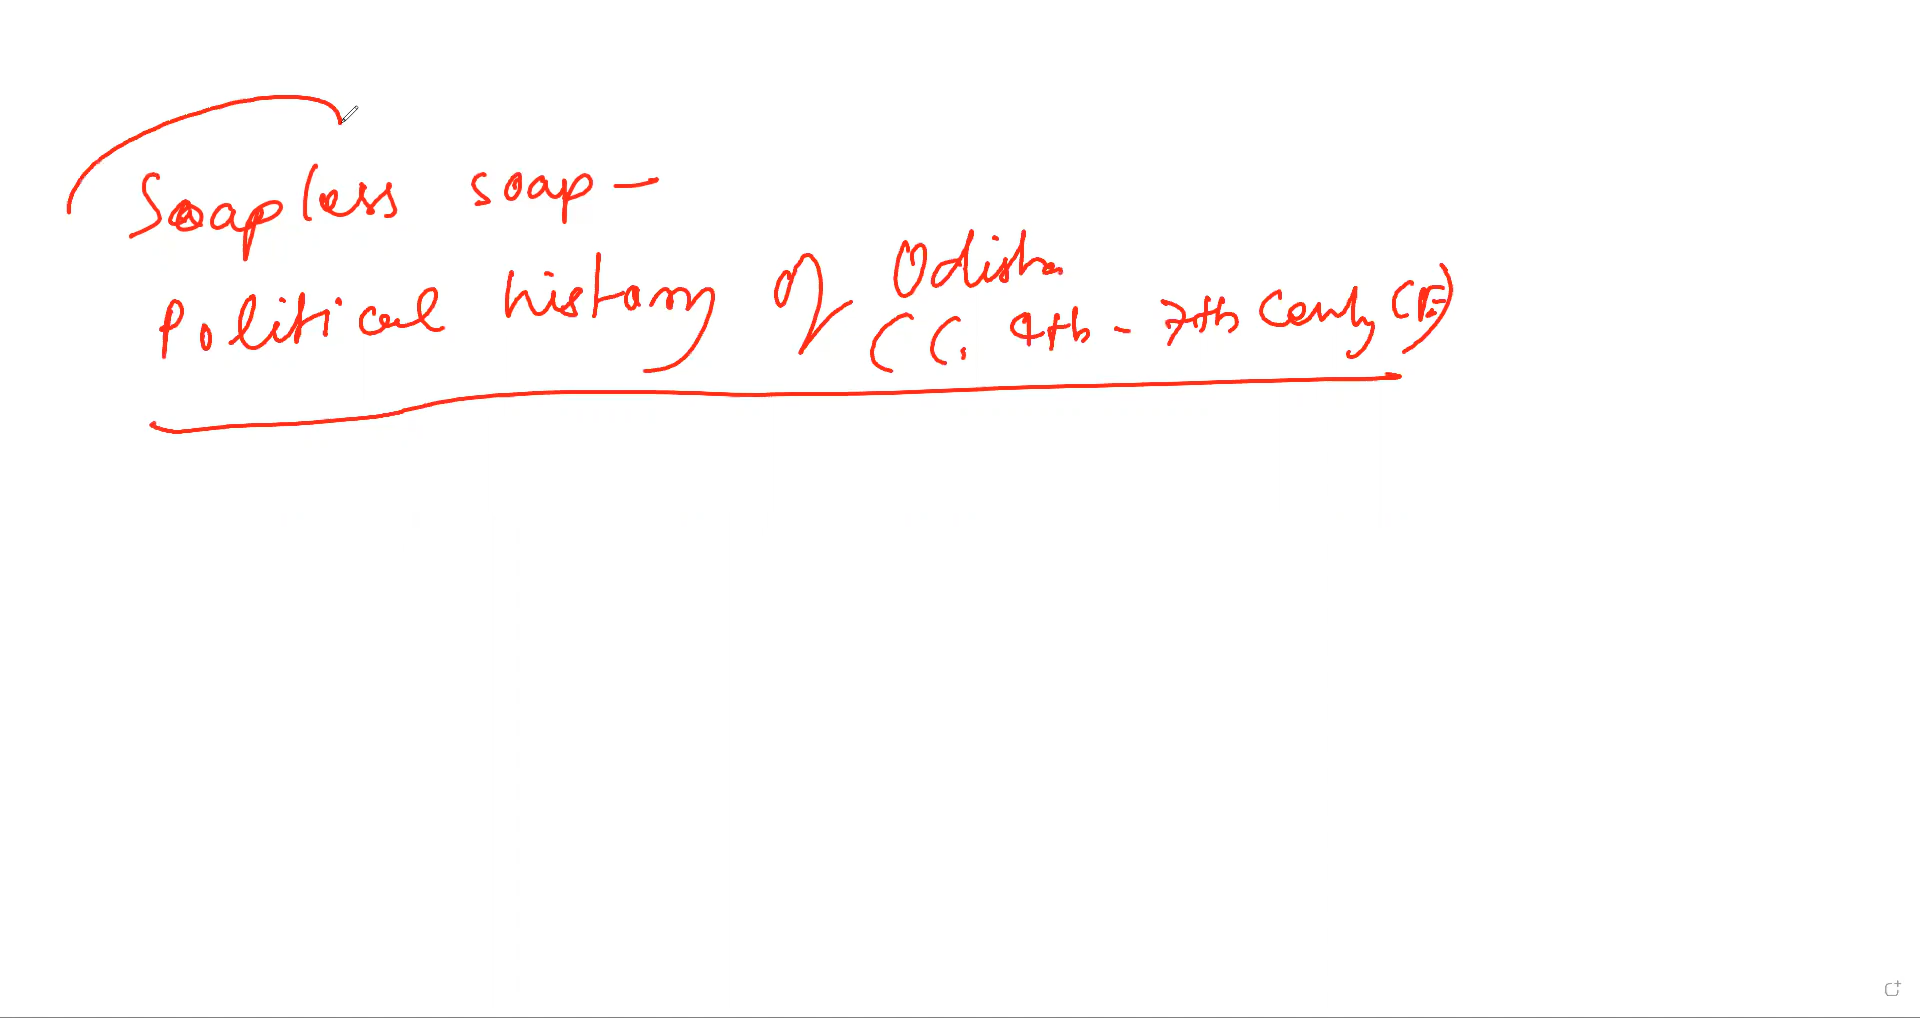 Soapless soap -
Political history of Odisha
(C. 4th - 7th Century CE)